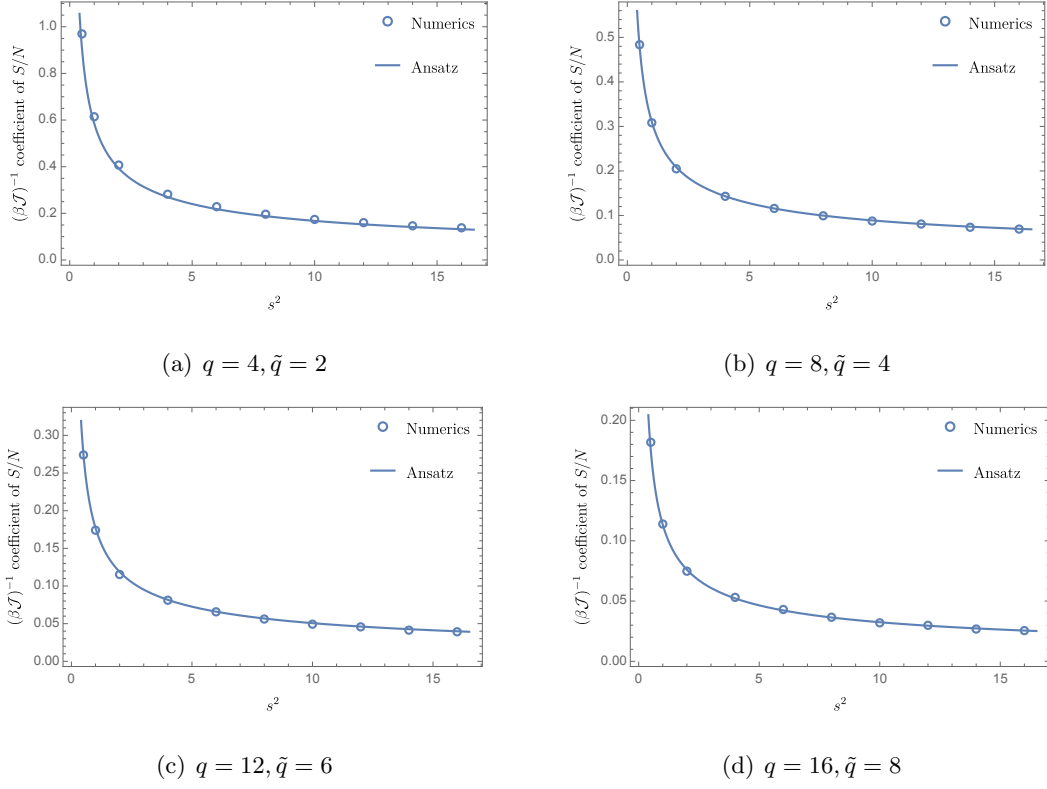 (β𝒥)⁻¹ coefficient of S/N
1.0
0.8
0.6
0.4
0.2
0.0
Numerics
Ansatz
0 5 10 15
s²
(a) q = 4, q̃ = 2
(β𝒥)⁻¹ coefficient of S/N
0.5
0.4
0.3
0.2
0.1
0.0
Numerics
Ansatz
0 5 10 15
s²
(b) q = 8, q̃ = 4
(β𝒥)⁻¹ coefficient of S/N
0.30
0.25
0.20
0.15
0.10
0.05
0.00
Numerics
Ansatz
0 5 10 15
s²
(c) q = 12, q̃ = 6
(β𝒥)⁻¹ coefficient of S/N
0.20
0.15
0.10
0.05
0.00
Numerics
Ansatz
0 5 10 15
s²
(d) q = 16, q̃ = 8